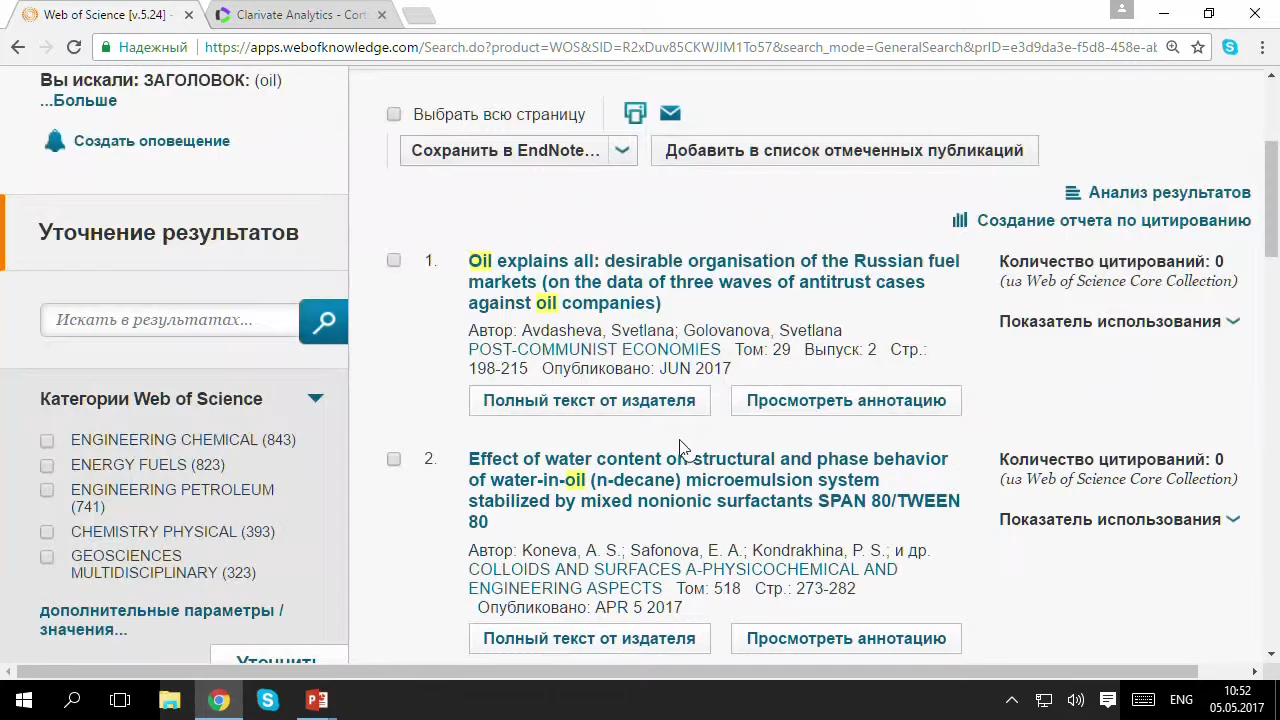 Web of Science [v.5.24] -
Clarivate Analytics - Cort
Надежный
https://apps.webofknowledge.com/Search.do?product=WOS&SID=R2xDuv85CKWJIM1To57&search_mode=GeneralSearch&prID=e3d9da3e-f5d8-458e-ab
Вы искали: ЗАГОЛОВОК: (oil)
...Больше
Создать оповещение
Уточнение результатов
Искать в результатах...
Категории Web of Science
ENGINEERING CHEMICAL (843)
ENERGY FUELS (823)
ENGINEERING PETROLEUM
(741)
CHEMISTRY PHYSICAL (393)
GEOSCIENCES
MULTIDISCIPLINARY (323)
дополнительные параметры /
значения...
Уточнить
Выбрать всю страницу
Сохранить в EndNote...
Добавить в список отмеченных публикаций
Анализ результатов
Создание отчета по цитированию
1.
Oil explains all: desirable organisation of the Russian fuel
markets (on the data of three waves of antitrust cases
against oil companies)
Автор: Avdasheva, Svetlana; Golovanova, Svetlana
POST-COMMUNIST ECONOMIES Том: 29 Выпуск: 2 Стр.:
198-215 Опубликовано: JUN 2017
Полный текст от издателя
Просмотреть аннотацию
Количество цитирований: 0
(из Web of Science Core Collection)
Показатель использования
2.
Effect of water content on structural and phase behavior
of water-in-oil (n-decane) microemulsion system
stabilized by mixed nonionic surfactants SPAN 80/TWEEN
80
Автор: Koneva, A. S.; Safonova, E. A.; Kondrakhina, P. S.; и др.
COLLOIDS AND SURFACES A-PHYSICOCHEMICAL AND
ENGINEERING ASPECTS Том: 518 Стр.: 273-282
Опубликовано: APR 5 2017
Полный текст от издателя
Просмотреть аннотацию
Количество цитирований: 0
(из Web of Science Core Collection)
Показатель использования
ENG
10:52
05.05.2017